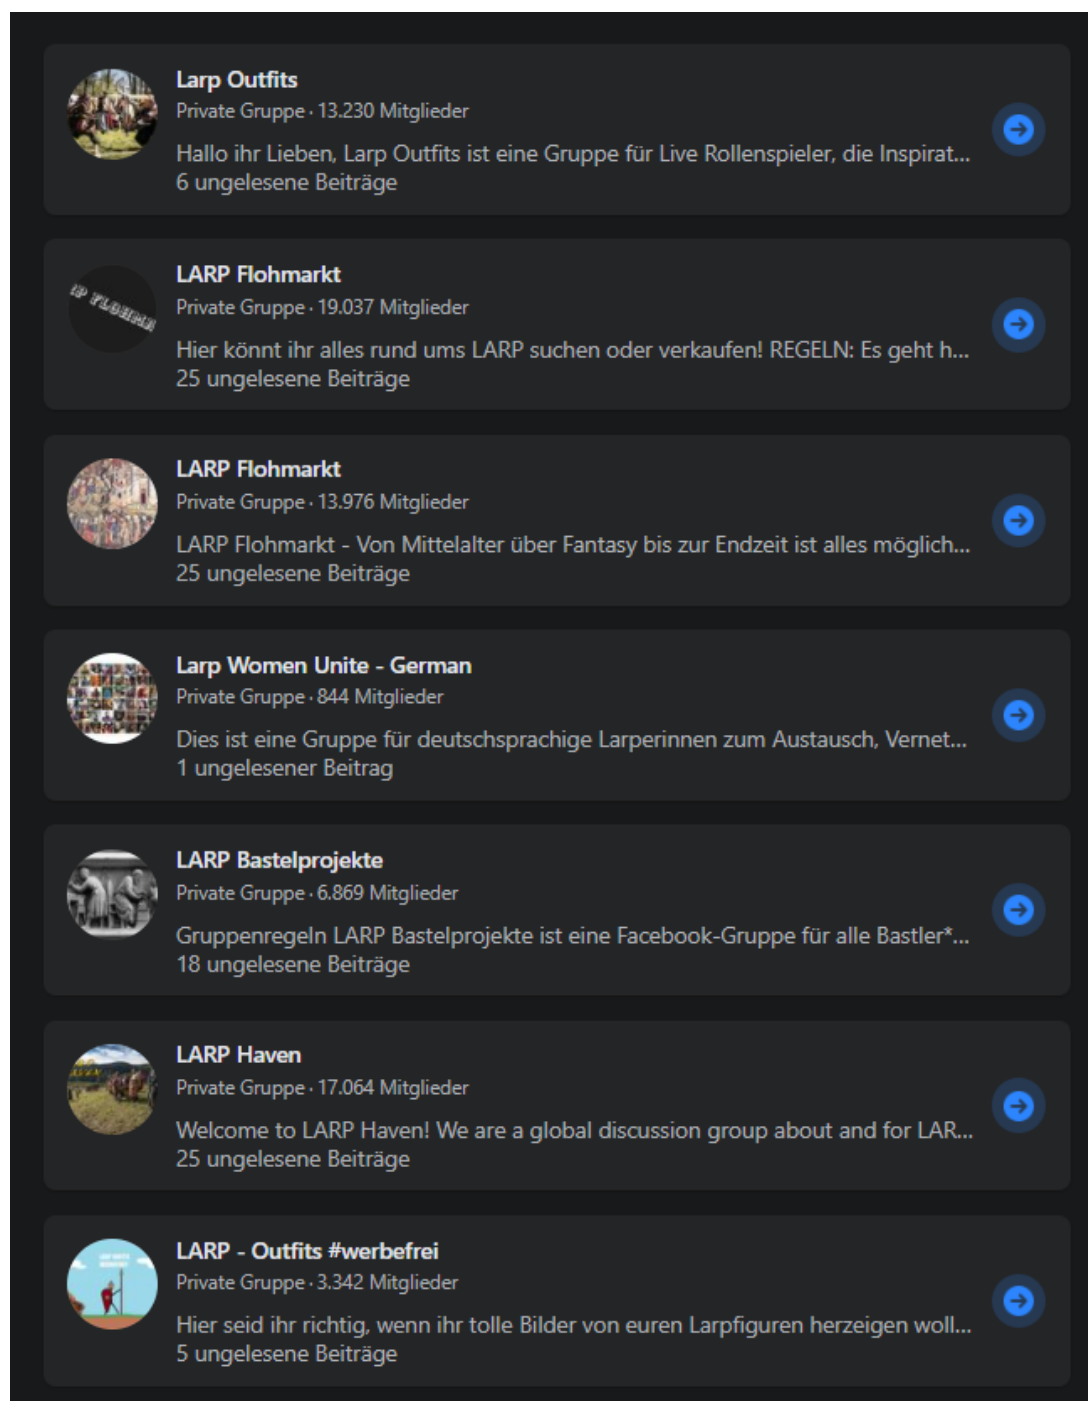 Larp Outfits
Private Gruppe · 13.230 Mitglieder
Hallo ihr Lieben, Larp Outfits ist eine Gruppe für Live Rollenspieler, die Inspirat...
6 ungelesene Beiträge
LARP Flohmarkt
Private Gruppe · 19.037 Mitglieder
Hier könnt ihr alles rund ums LARP suchen oder verkaufen! REGELN: Es geht h...
25 ungelesene Beiträge
LARP Flohmarkt
Private Gruppe · 13.976 Mitglieder
LARP Flohmarkt - Von Mittelalter über Fantasy bis zur Endzeit ist alles möglich...
25 ungelesene Beiträge
Larp Women Unite - German
Private Gruppe · 844 Mitglieder
Dies ist eine Gruppe für deutschsprachige Larperinnen zum Austausch, Vernet...
1 ungelesener Beitrag
LARP Bastelprojekte
Private Gruppe · 6.869 Mitglieder
Gruppenregeln LARP Bastelprojekte ist eine Facebook-Gruppe für alle Bastler*...
18 ungelesene Beiträge
LARP Haven
Private Gruppe · 17.064 Mitglieder
Welcome to LARP Haven! We are a global discussion group about and for LAR...
25 ungelesene Beiträge
LARP - Outfits #werbefrei
Private Gruppe · 3.342 Mitglieder
Hier seid ihr richtig, wenn ihr tolle Bilder von euren Larpfiguren herzeigen woll...
5 ungelesene Beiträge